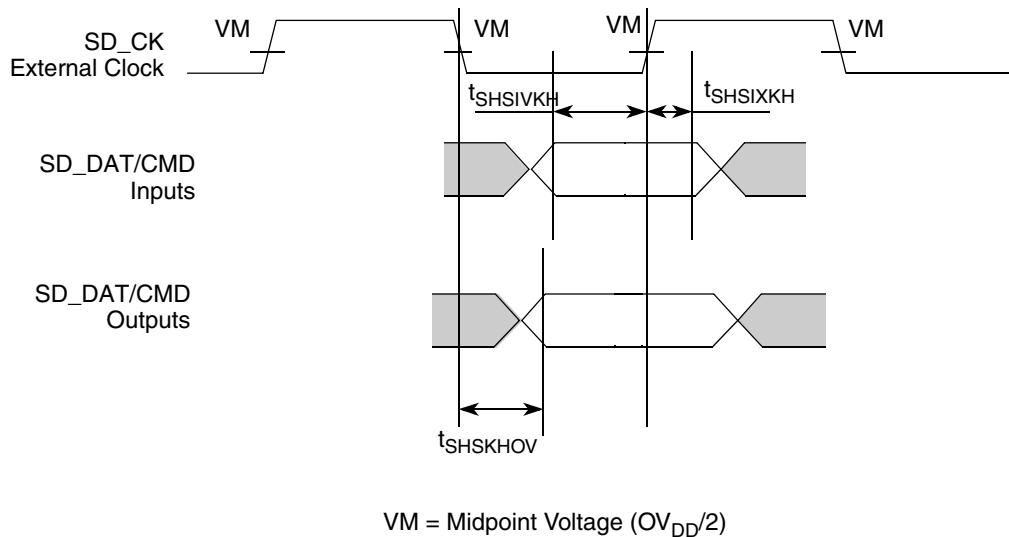 VM VM VM VM
SD_CK
External Clock
tSHSIVKH tSHSIXKH
SD_DAT/CMD
Inputs
SD_DAT/CMD
Outputs
tSHSKHOV
VM = Midpoint Voltage (OVDD/2)